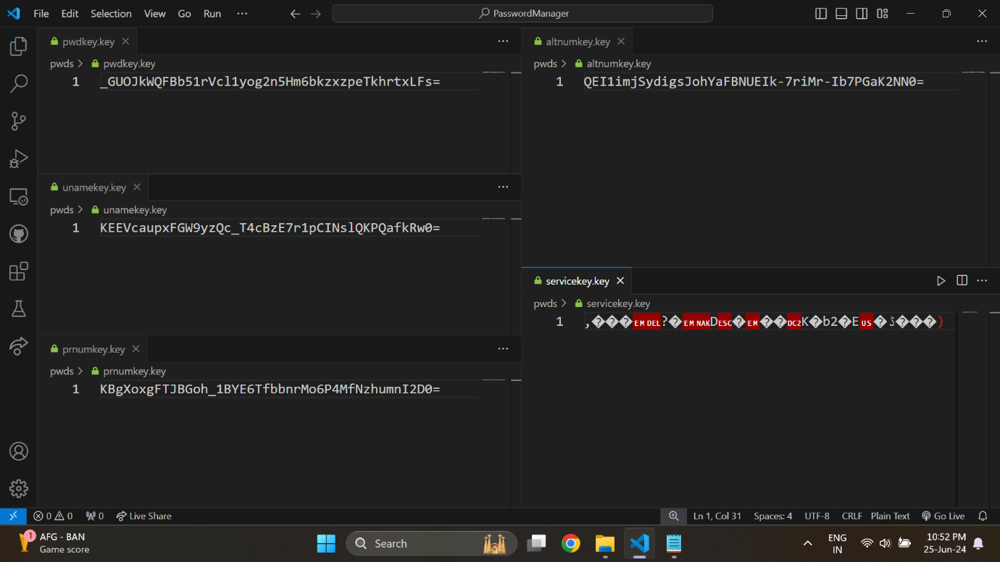 File Edit Selection View Go Run ··· PasswordManager
pwdkey.key
pwds > pwdkey.key
1 _GUOJkWQFBb51rVcl1yog2n5Hm6bkzxzpeTkhrtxLFs=
unamekey.key
pwds > unamekey.key
1 KEEVcaupxFGW9yzQc_T4cBzE7r1pCINslQKPQafkRw0=
prnumkey.key
pwds > prnumkey.key
1 KBgXoxgFTJBGoh_1BYE6TfbbnrMo6P4MfNzhumnI2D0=
altnumkey.key
pwds > altnumkey.key
1 QEI1imjSydigsJohYaFBNUEIk-7riMr-Ib7PGaK2NN0=
servicekey.key
pwds > servicekey.key
1 ,���EMDEL?�EMNAKDESC�EM��DC2K�b2�EUS�ڈ���)
0 0 0 Live Share Ln 1, Col 31 Spaces: 4 UTF-8 CRLF Plain Text Go Live
1 AFG - BAN
Game score
Search
ENG
IN
10:52 PM
25-Jun-24